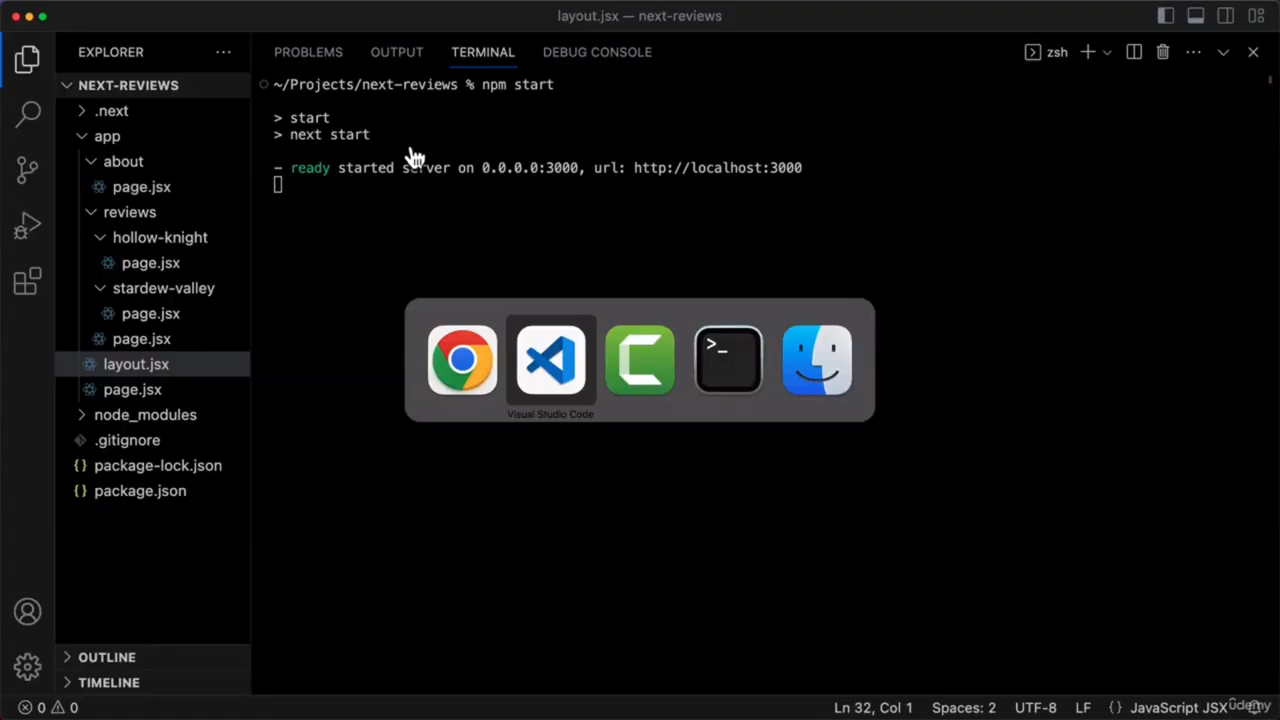 layout.jsx — next-reviews
EXPLORER
PROBLEMS OUTPUT TERMINAL DEBUG CONSOLE
zsh
NEXT-REVIEWS
.next
app
about
page.jsx
reviews
hollow-knight
page.jsx
stardew-valley
page.jsx
page.jsx
layout.jsx
page.jsx
node_modules
.gitignore
{} package-lock.json
{} package.json
OUTLINE
TIMELINE
~/Projects/next-reviews % npm start
> start
> next start
- ready started server on 0.0.0.0:3000, url: http://localhost:3000
>_
Visual Studio Code
0 0
Ln 32, Col 1 Spaces: 2 UTF-8 LF {} JavaScript JSX
udemy